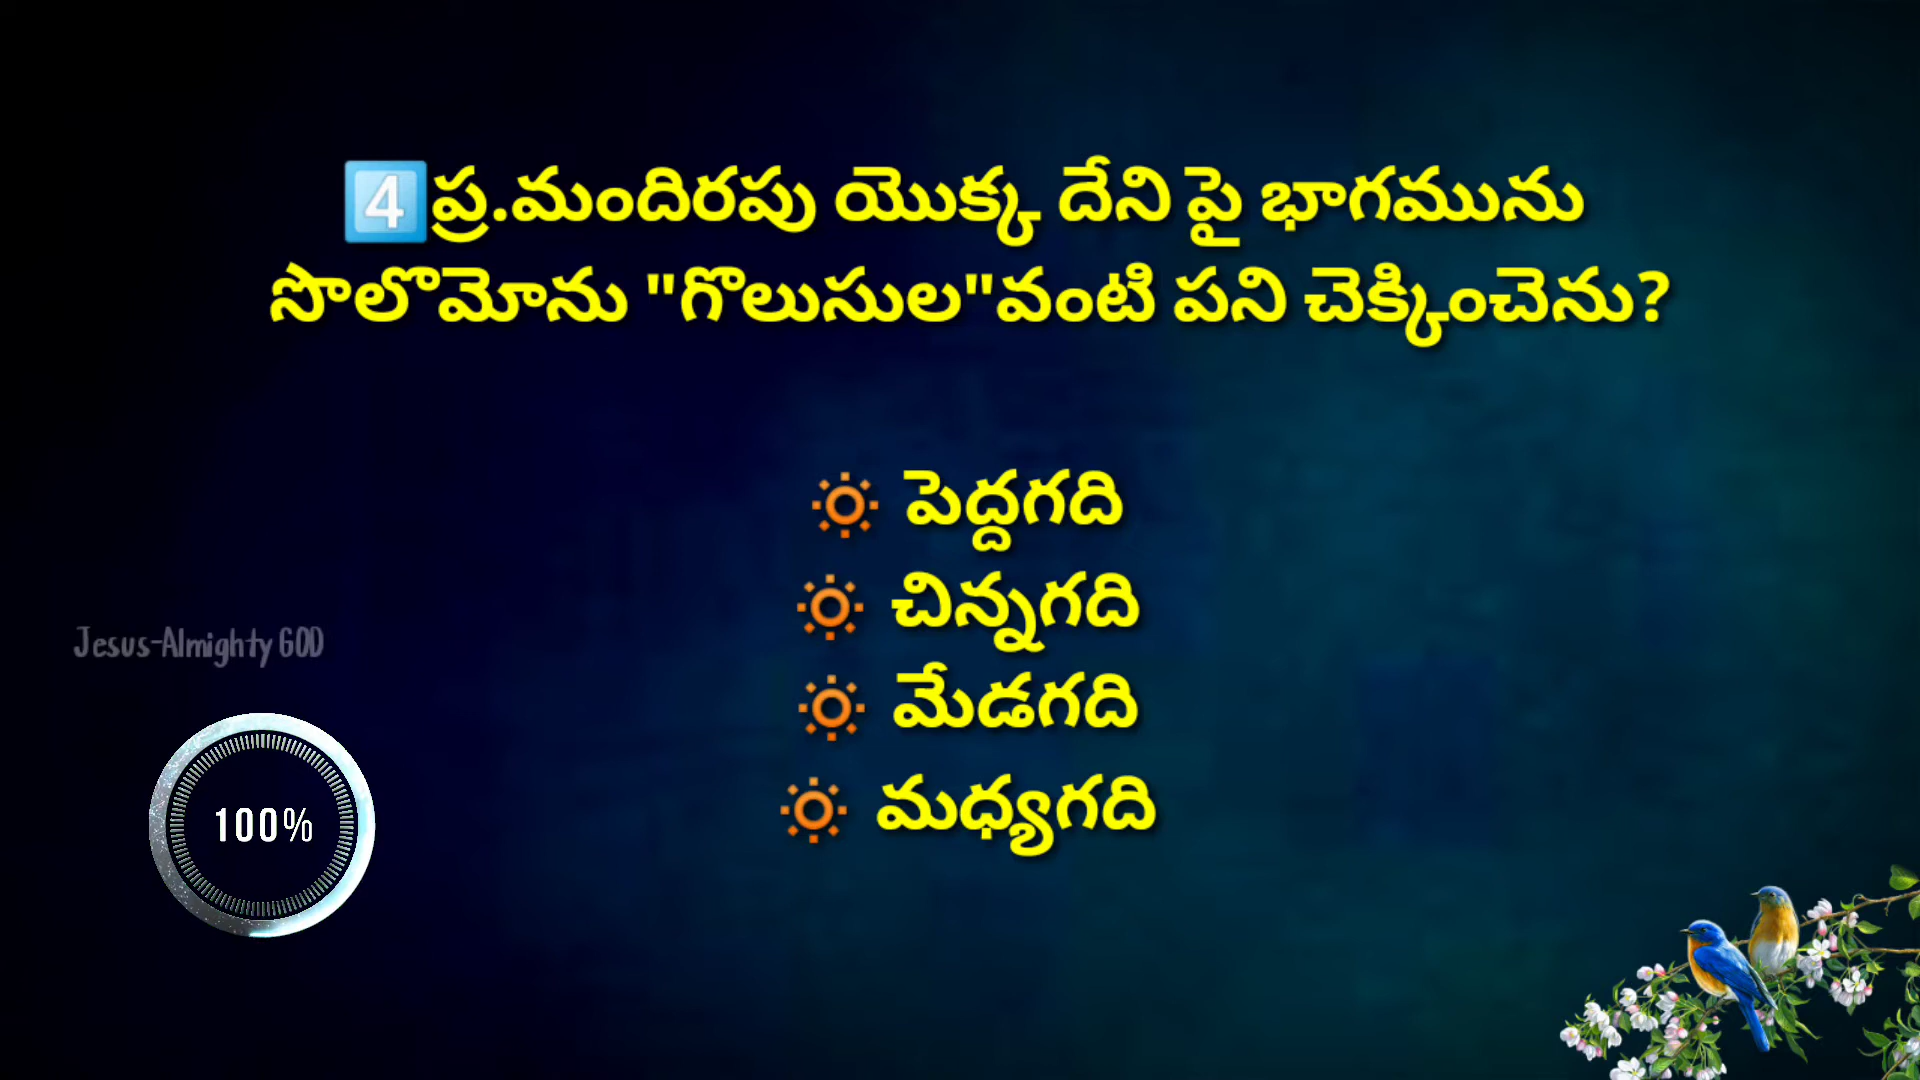 4️⃣ప్ర.మందిరపు యొక్క దేని పై భాగమును
సొలొమోను "గొలుసుల"వంటి పని చెక్కించెను?
🔅 పెద్దగది
🔅 చిన్నగది
🔅 మేడగది
🔅 మధ్యగది
Jesus-Almighty GOD
100%